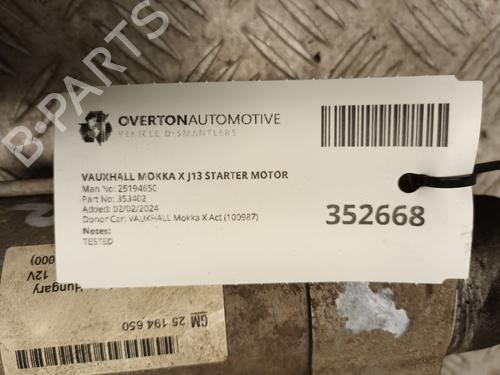 B-PARTS
OVERTONAUTOMOTIVE
VEHICLE DISMANTLERS
VAUXHALL MOKKA X J13 STARTER MOTOR
Man No: 25194650
Part No: 353402
Added: 02/02/2024
Donor Car: VAUXHALL Mokka X Act (100987)
Notes:
TESTED
352668
Hungary
12V
000)
GM 25 194 650